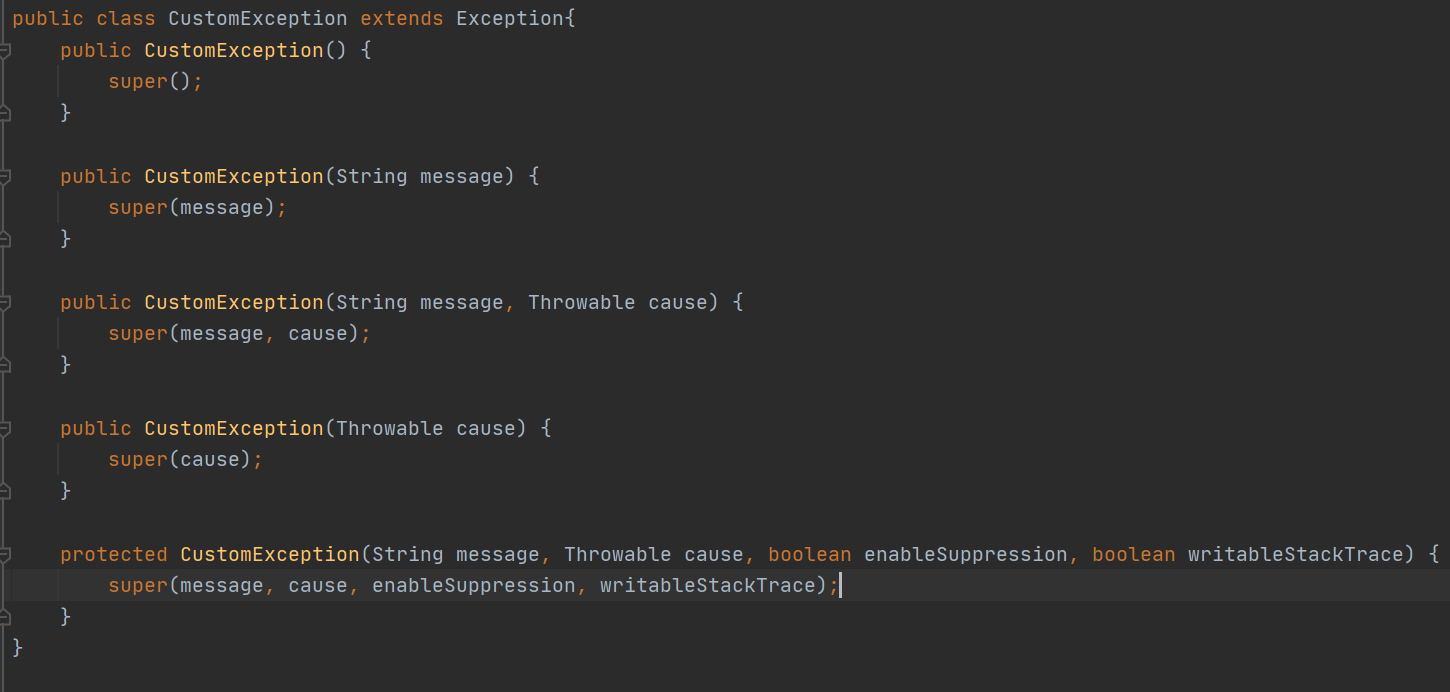 public class CustomException extends Exception{
    public CustomException() {
        super();
    }

    public CustomException(String message) {
        super(message);
    }

    public CustomException(String message, Throwable cause) {
        super(message, cause);
    }

    public CustomException(Throwable cause) {
        super(cause);
    }

    protected CustomException(String message, Throwable cause, boolean enableSuppression, boolean writableStackTrace) {
        super(message, cause, enableSuppression, writableStackTrace);
    }
}